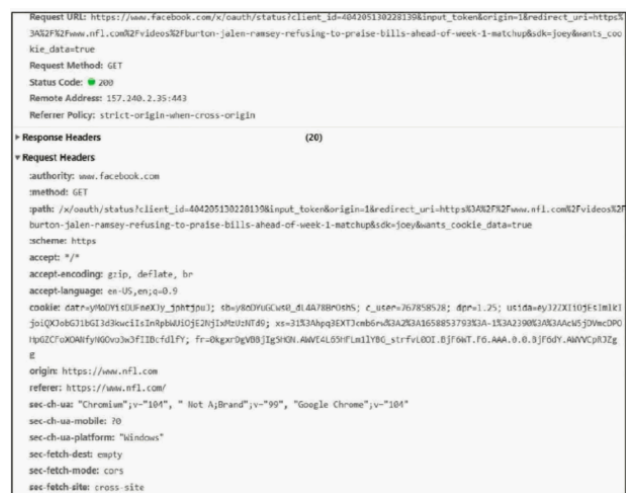 Request URL: https://www.facebook.com/x/oauth/status?client_id=404205130228139&input_token&origin=1&redirect_uri=https%
3A%2F%2Fwww.nfl.com%2Fvideos%2Fburton-jalen-ramsey-refusing-to-praise-bills-ahead-of-week-1-matchup&sdk=joey&wants_coo
kie_data=true
Request Method: GET
Status Code: 200
Remote Address: 157.240.2.35:443
Referrer Policy: strict-origin-when-cross-origin
Response Headers (20)
Request Headers
:authority: www.facebook.com
:method: GET
:path: /x/oauth/status?client_id=404205130228139&input_token&origin=1&redirect_uri=https%3A%2F%2Fwww.nfl.com%2Fvideos%2F
burton-jalen-ramsey-refusing-to-praise-bills-ahead-of-week-1-matchup&sdk=joey&wants_cookie_data=true
:scheme: https
accept: */*
accept-encoding: gzip, deflate, br
accept-language: en-US,en;q=0.9
cookie: dpr=1.25;
origin: https://www.nfl.com
referer: https://www.nfl.com/
sec-ch-ua: "Chromium";v="104", " Not A;Brand";v="99", "Google Chrome";v="104"
sec-ch-ua-mobile: ?0
sec-ch-ua-platform: "Windows"
sec-fetch-dest: empty
sec-fetch-mode: cors
sec-fetch-site: cross-site